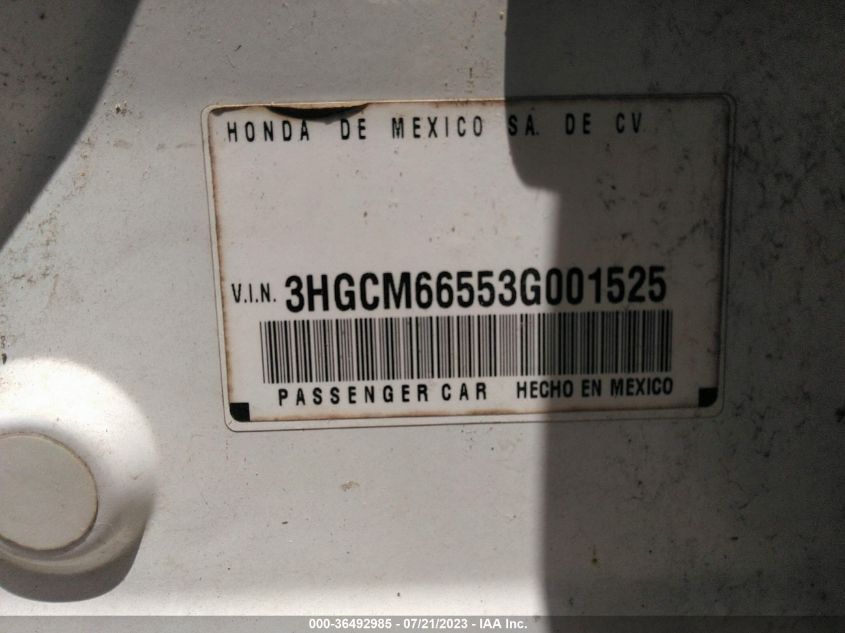 HONDA DE MEXICO SA. DE CV
V.I.N. 3HGCM66553G001525
PASSENGER CAR HECHO EN MEXICO
000-36492985 - 07/21/2023 - IAA Inc.